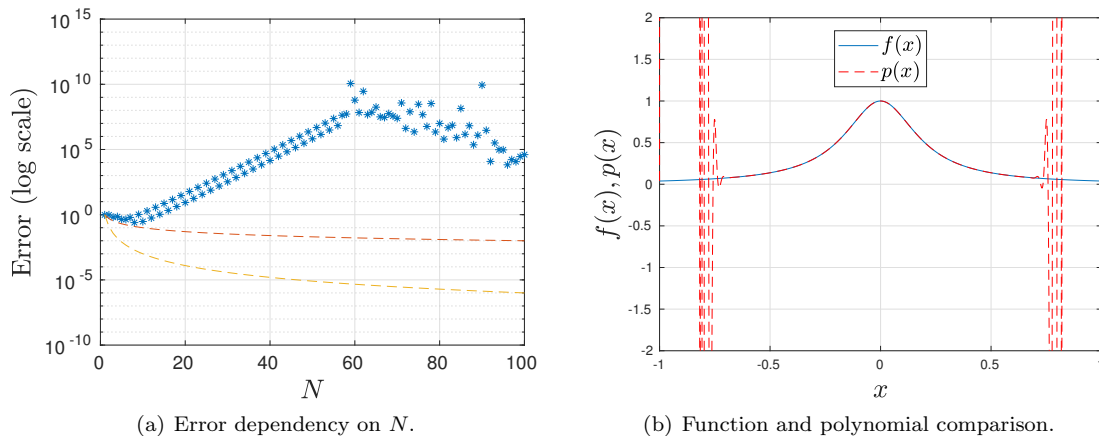 10^15
10^10
10^5
10^0
10^-5
10^-10
Error (log scale)
0 20 40 60 80 100
N
(a) Error dependency on N.
2
1.5
1
0.5
0
-0.5
-1
-1.5
-2
f(x), p(x)
f(x)
p(x)
-1 -0.5 0 0.5 1
x
(b) Function and polynomial comparison.